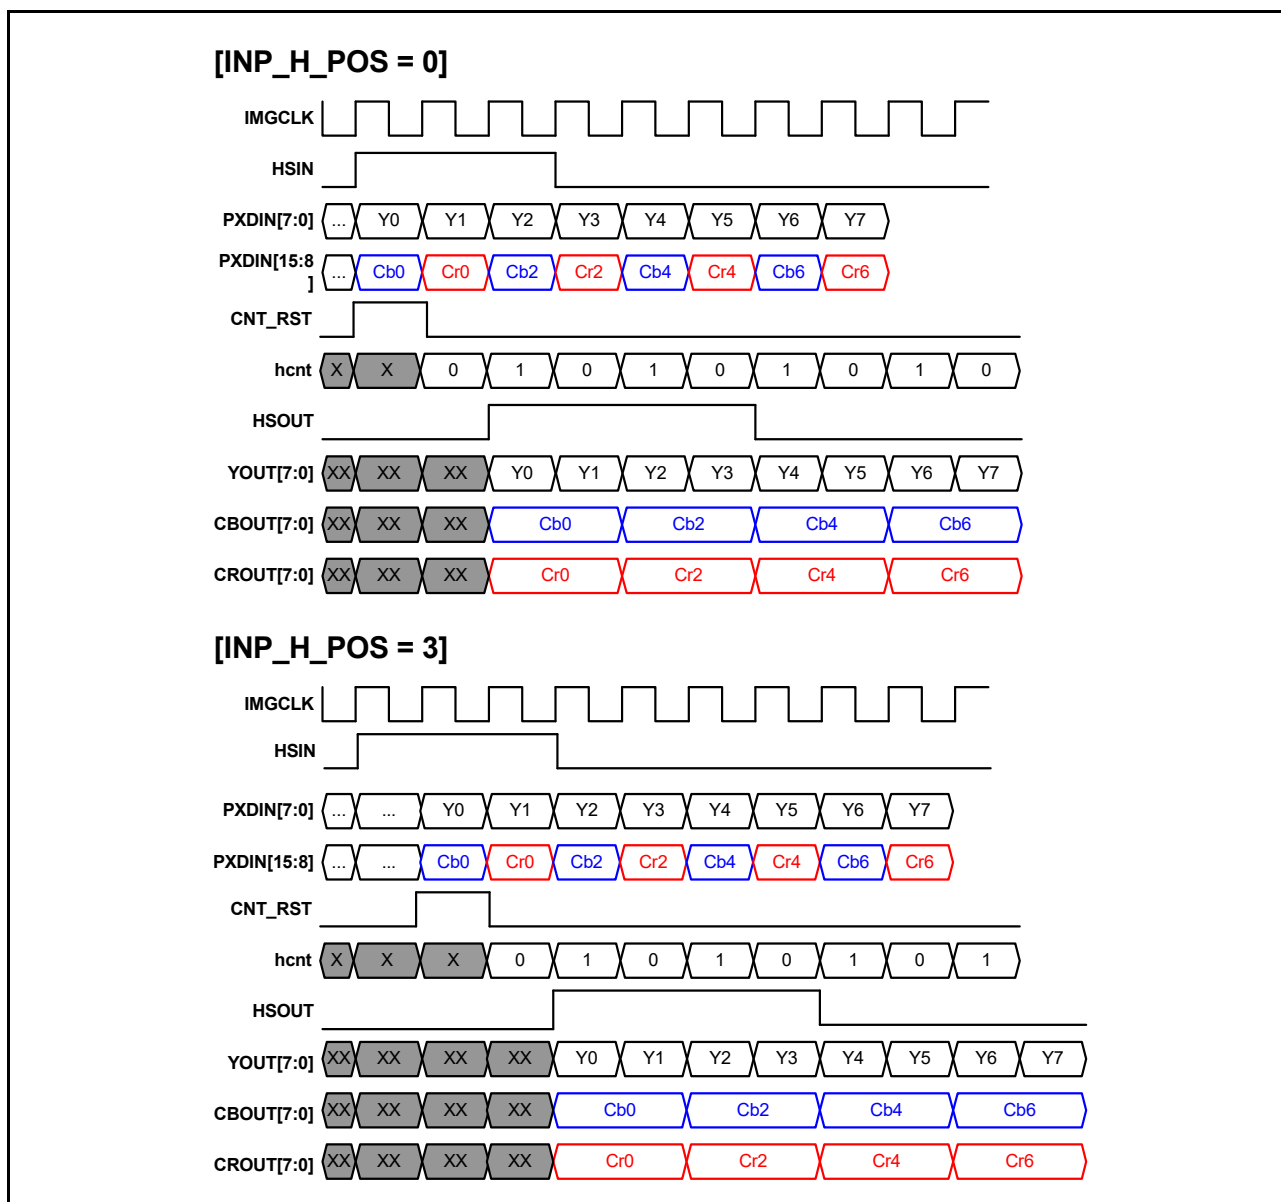 [INP_H_POS = 0]
IMGCLK
HSIN
PXDIN[7:0] ... Y0 Y1 Y2 Y3 Y4 Y5 Y6 Y7
PXDIN[15:8
] ... Cb0 Cr0 Cb2 Cr2 Cb4 Cr4 Cb6 Cr6
CNT_RST
hcnt X X 0 1 0 1 0 1 0 1 0
HSOUT
YOUT[7:0] XX XX XX Y0 Y1 Y2 Y3 Y4 Y5 Y6 Y7
CBOUT[7:0] XX XX XX Cb0 Cb2 Cb4 Cb6
CROUT[7:0] XX XX XX Cr0 Cr2 Cr4 Cr6
[INP_H_POS = 3]
IMGCLK
HSIN
PXDIN[7:0] ... ... Y0 Y1 Y2 Y3 Y4 Y5 Y6 Y7
PXDIN[15:8] ... ... Cb0 Cr0 Cb2 Cr2 Cb4 Cr4 Cb6 Cr6
CNT_RST
hcnt X X X 0 1 0 1 0 1 0 1
HSOUT
YOUT[7:0] XX XX XX XX Y0 Y1 Y2 Y3 Y4 Y5 Y6 Y7
CBOUT[7:0] XX XX XX XX Cb0 Cb2 Cb4 Cb6
CROUT[7:0] XX XX XX XX Cr0 Cr2 Cr4 Cr6